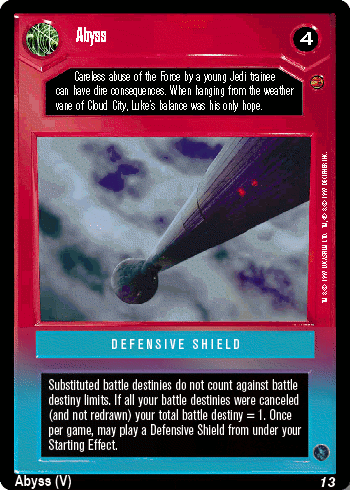 Abyss
4
Careless abuse of the Force by a young Jedi trainee
can have dire consequences. When hanging from the weather
vane of Cloud City, Luke's balance was his only hope.
DEFENSIVE SHIELD
Substituted battle destinies do not count against battle
destiny limits. If all your battle destinies were canceled
(and not redrawn) your total battle destiny = 1. Once
per game, may play a Defensive Shield from under your
Starting Effect.
Abyss (V)
13